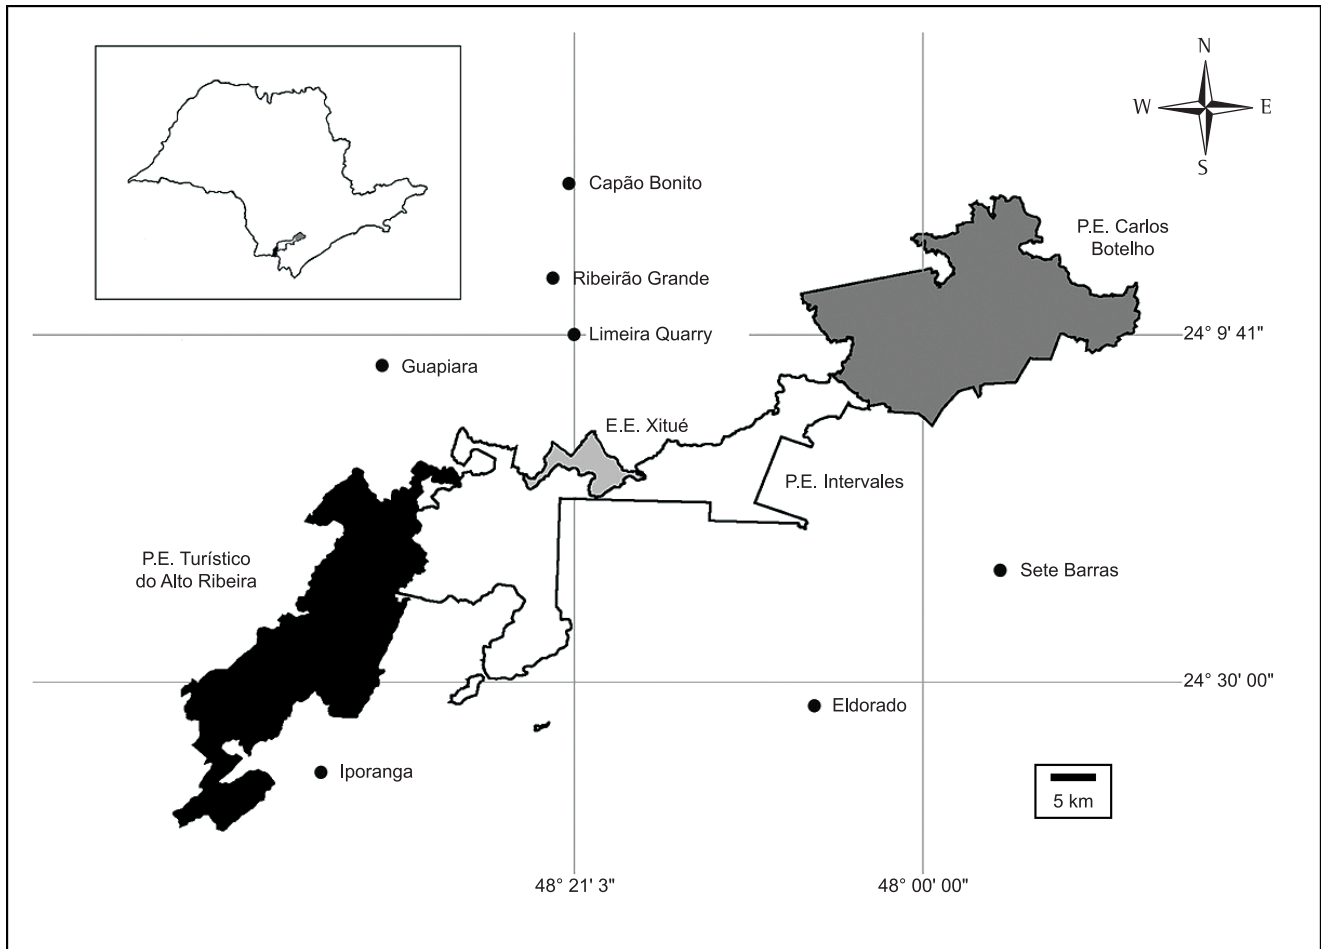 N
W
E
S
Capão Bonito
P.E. Carlos
Botelho
Ribeirão Grande
Limeira Quarry
24° 9' 41"
Guapiara
E.E. Xitué
P.E. Intervales
P.E. Turístico
do Alto Ribeira
Sete Barras
24° 30' 00"
Eldorado
Iporanga
5 km
48° 21' 3"
48° 00' 00"